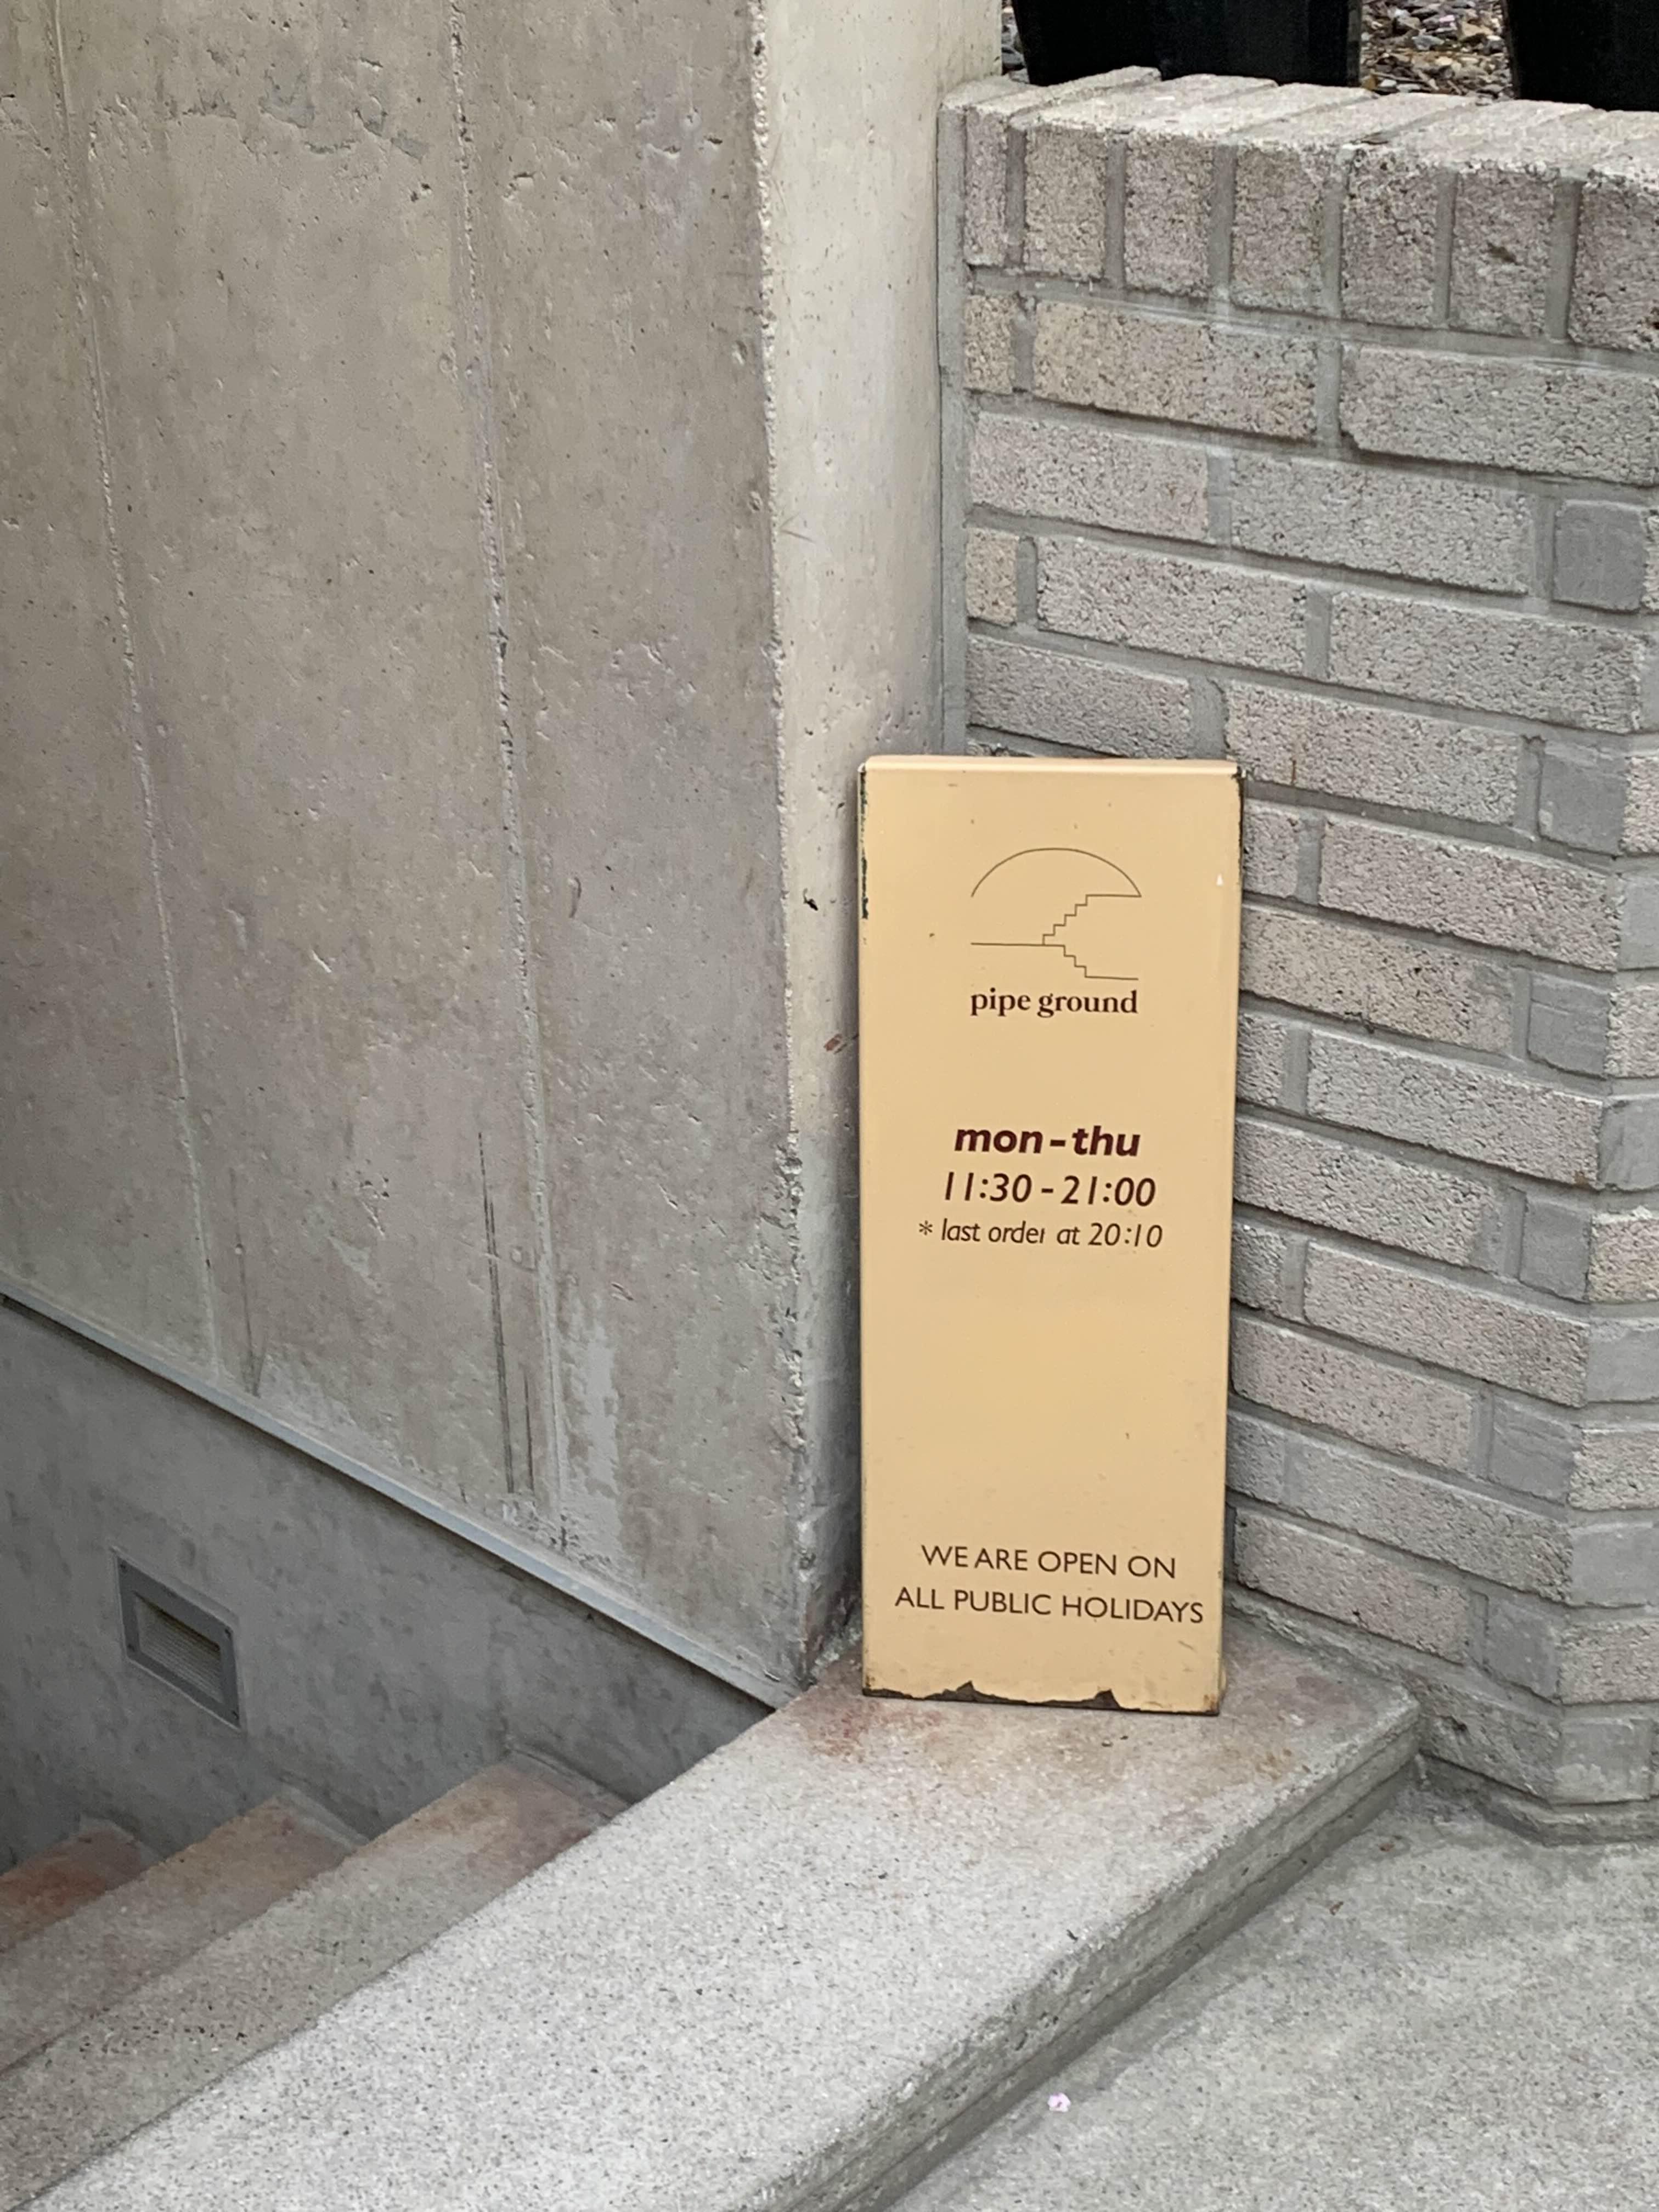 pipe ground
mon-thu
11:30-21:00
* last order at 20:10
WE ARE OPEN ON
ALL PUBLIC HOLIDAYS